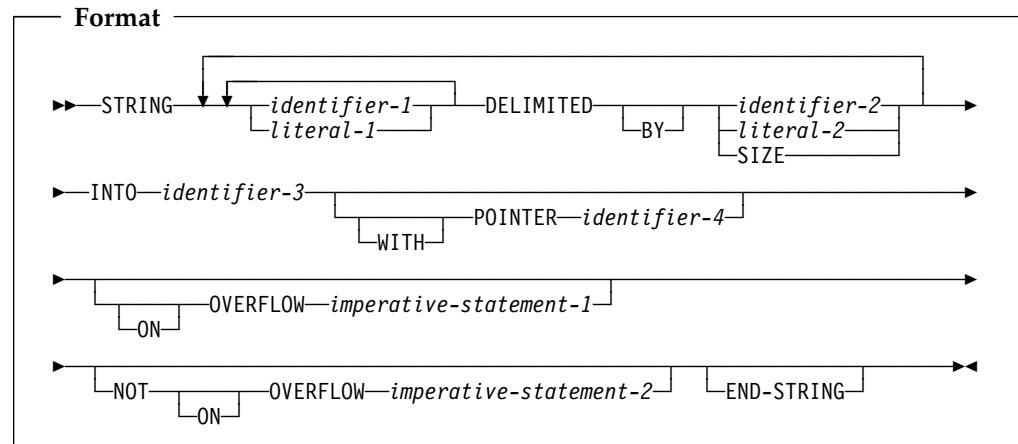 Format
STRING identifier-1 DELIMITED BY identifier-2
literal-1 literal-2
SIZE
INTO identifier-3 WITH POINTER identifier-4
ON OVERFLOW imperative-statement-1
NOT ON OVERFLOW imperative-statement-2 END-STRING